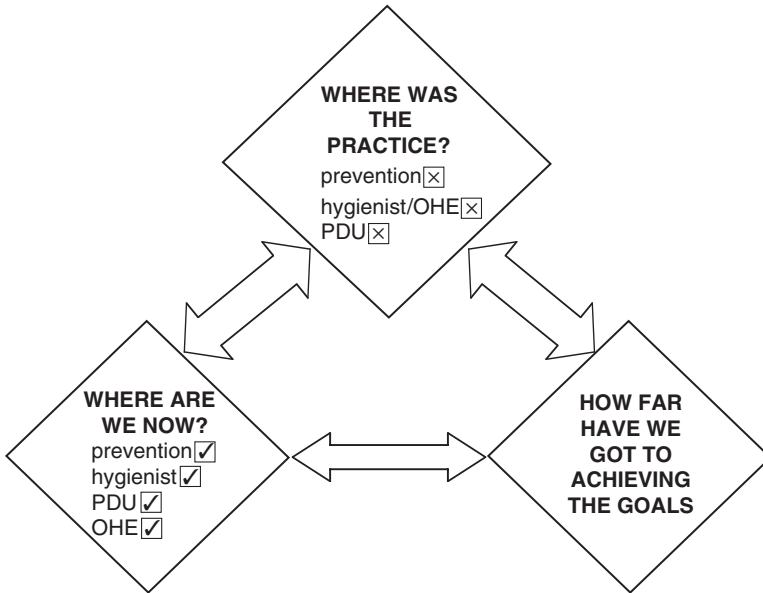 WHERE WAS
THE
PRACTICE?
prevention☒
hygienist/OHE☒
PDU☒
WHERE ARE
WE NOW?
prevention☑
hygienist☑
PDU☑
OHE☑
HOW FAR
HAVE WE
GOT TO
ACHIEVING
THE GOALS